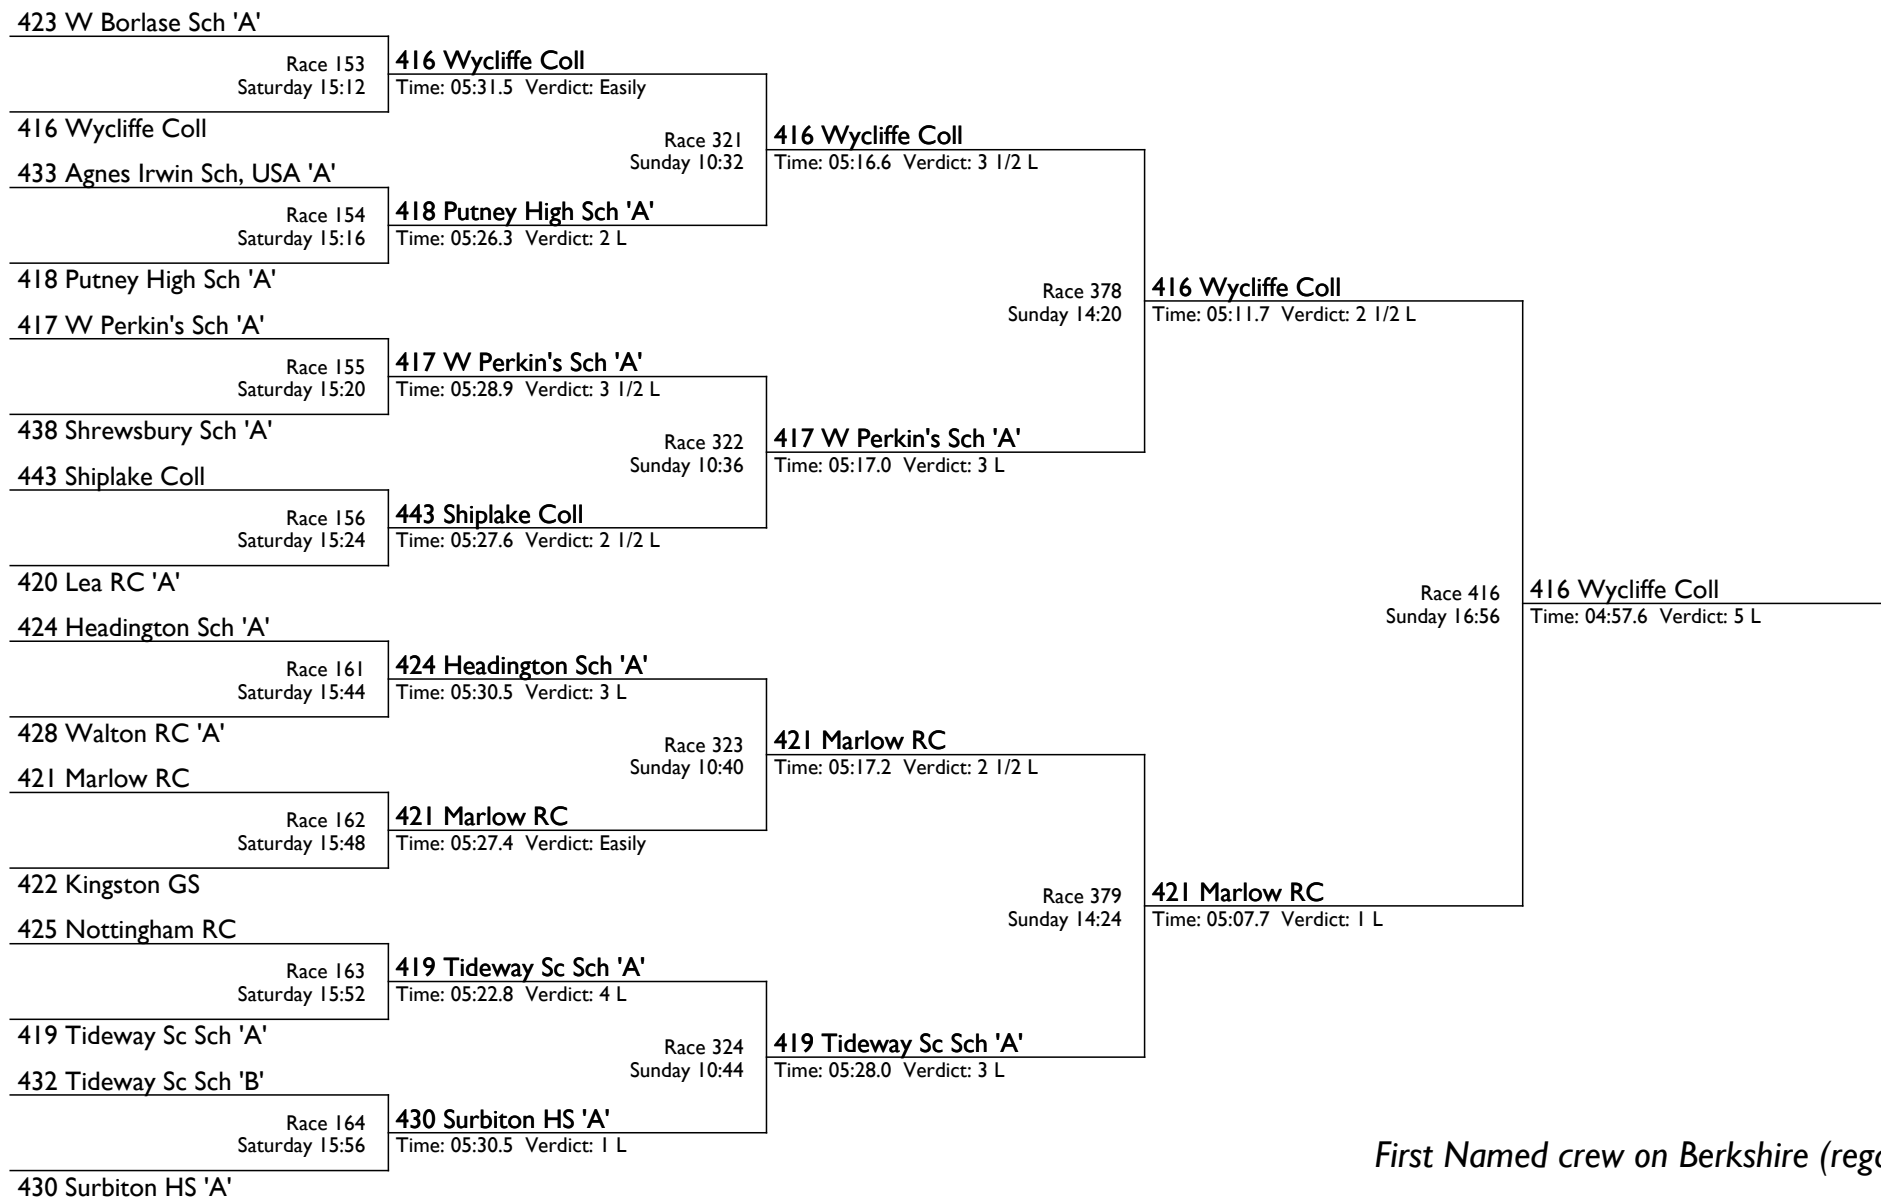 423 W Borlase Sch 'A'
Race 153
Saturday 15:12
416 Wycliffe Coll
Time: 05:31.5 Verdict: Easily
416 Wycliffe Coll
433 Agnes Irwin Sch, USA 'A'
Race 154
Saturday 15:16
418 Putney High Sch 'A'
Time: 05:26.3 Verdict: 2 L
418 Putney High Sch 'A'
Race 321
Sunday 10:32
416 Wycliffe Coll
Time: 05:16.6 Verdict: 3 1/2 L
417 W Perkin's Sch 'A'
Race 155
Saturday 15:20
417 W Perkin's Sch 'A'
Time: 05:28.9 Verdict: 3 1/2 L
438 Shrewsbury Sch 'A'
443 Shiplake Coll
Race 156
Saturday 15:24
443 Shiplake Coll
Time: 05:27.6 Verdict: 2 1/2 L
420 Lea RC 'A'
Race 322
Sunday 10:36
417 W Perkin's Sch 'A'
Time: 05:17.0 Verdict: 3 L
Race 378
Sunday 14:20
416 Wycliffe Coll
Time: 05:11.7 Verdict: 2 1/2 L
424 Headington Sch 'A'
Race 161
Saturday 15:44
424 Headington Sch 'A'
Time: 05:30.5 Verdict: 3 L
428 Walton RC 'A'
421 Marlow RC
Race 162
Saturday 15:48
421 Marlow RC
Time: 05:27.4 Verdict: Easily
422 Kingston GS
Race 323
Sunday 10:40
421 Marlow RC
Time: 05:17.2 Verdict: 2 1/2 L
425 Nottingham RC
Race 163
Saturday 15:52
419 Tideway Sc Sch 'A'
Time: 05:22.8 Verdict: 4 L
419 Tideway Sc Sch 'A'
432 Tideway Sc Sch 'B'
Race 164
Saturday 15:56
430 Surbiton HS 'A'
Time: 05:30.5 Verdict: 1 L
430 Surbiton HS 'A'
Race 324
Sunday 10:44
419 Tideway Sc Sch 'A'
Time: 05:28.0 Verdict: 3 L
Race 379
Sunday 14:24
421 Marlow RC
Time: 05:07.7 Verdict: 1 L
Race 416
Sunday 16:56
416 Wycliffe Coll
Time: 04:57.6 Verdict: 5 L
First Named crew on Berkshire